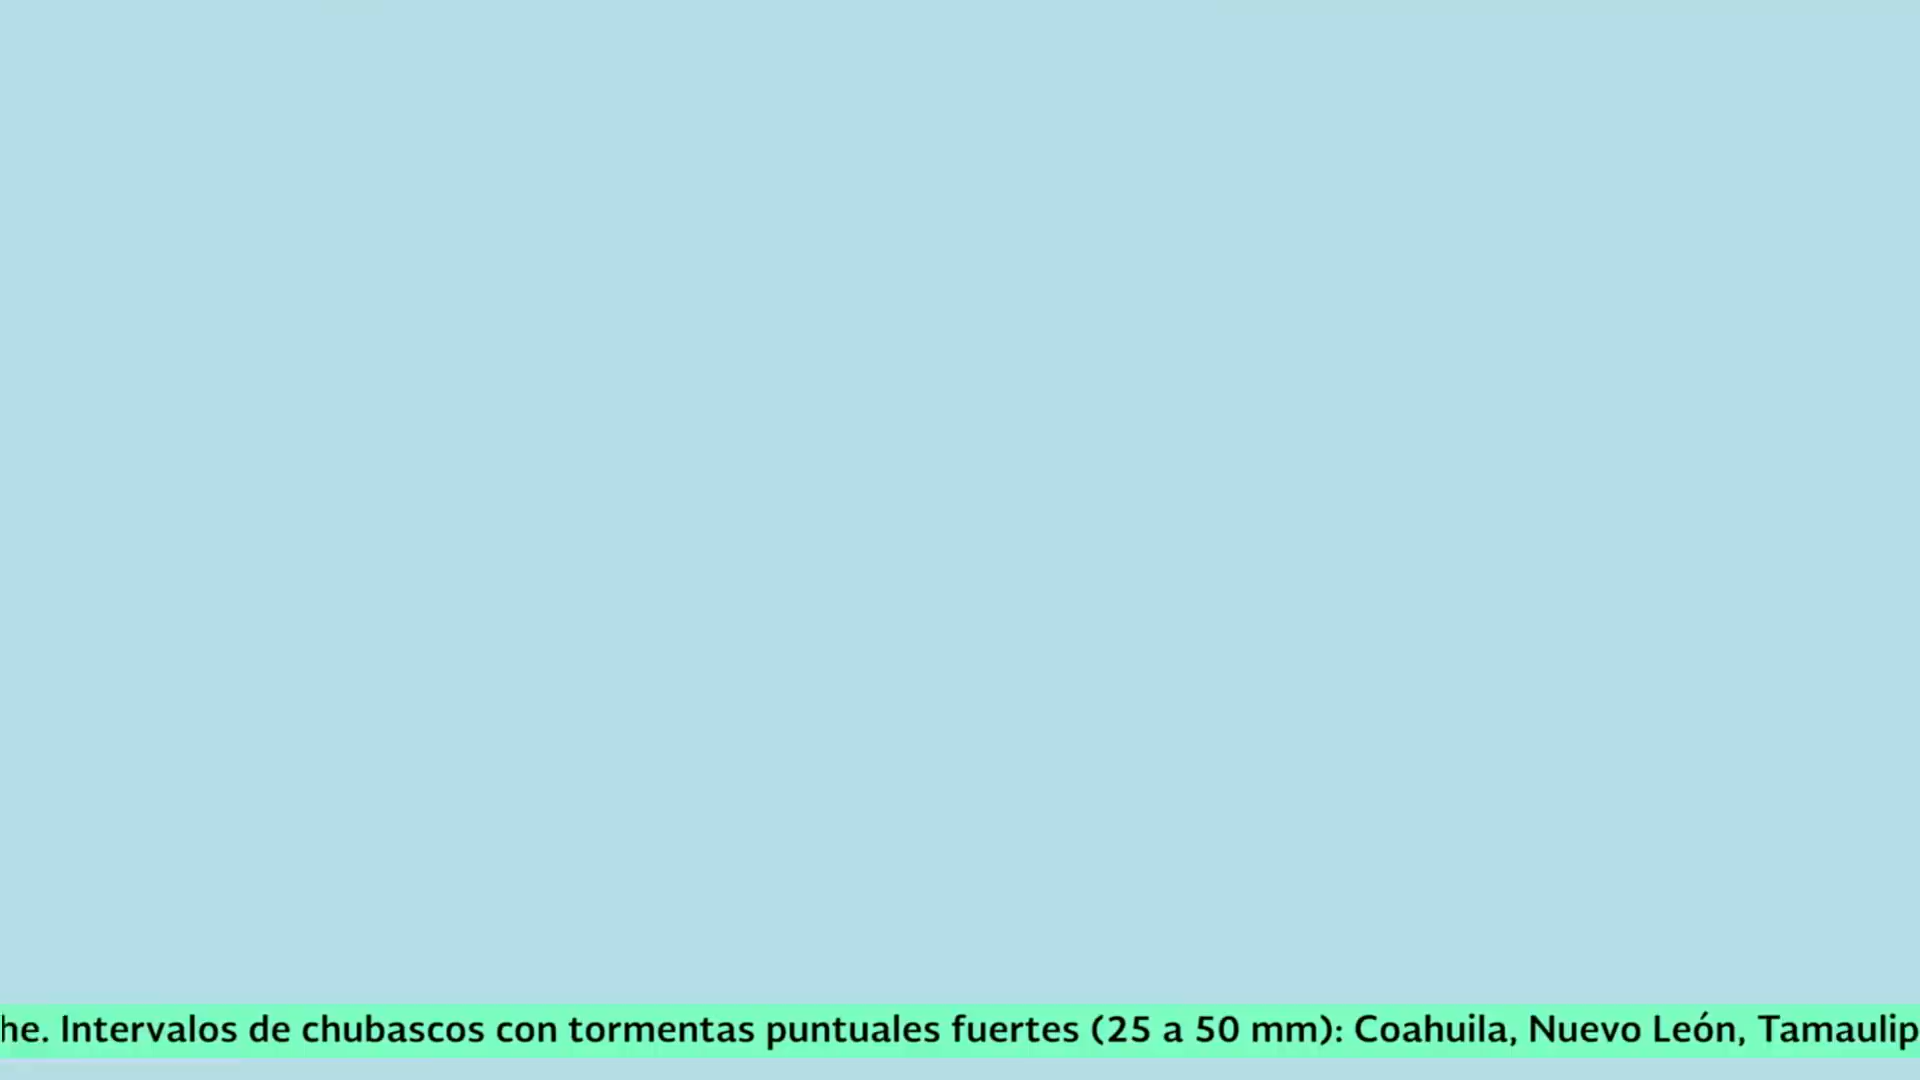 he. Intervalos de chubascos con tormentas puntuales fuertes (25 a 50 mm): Coahuila, Nuevo León, Tamaulip